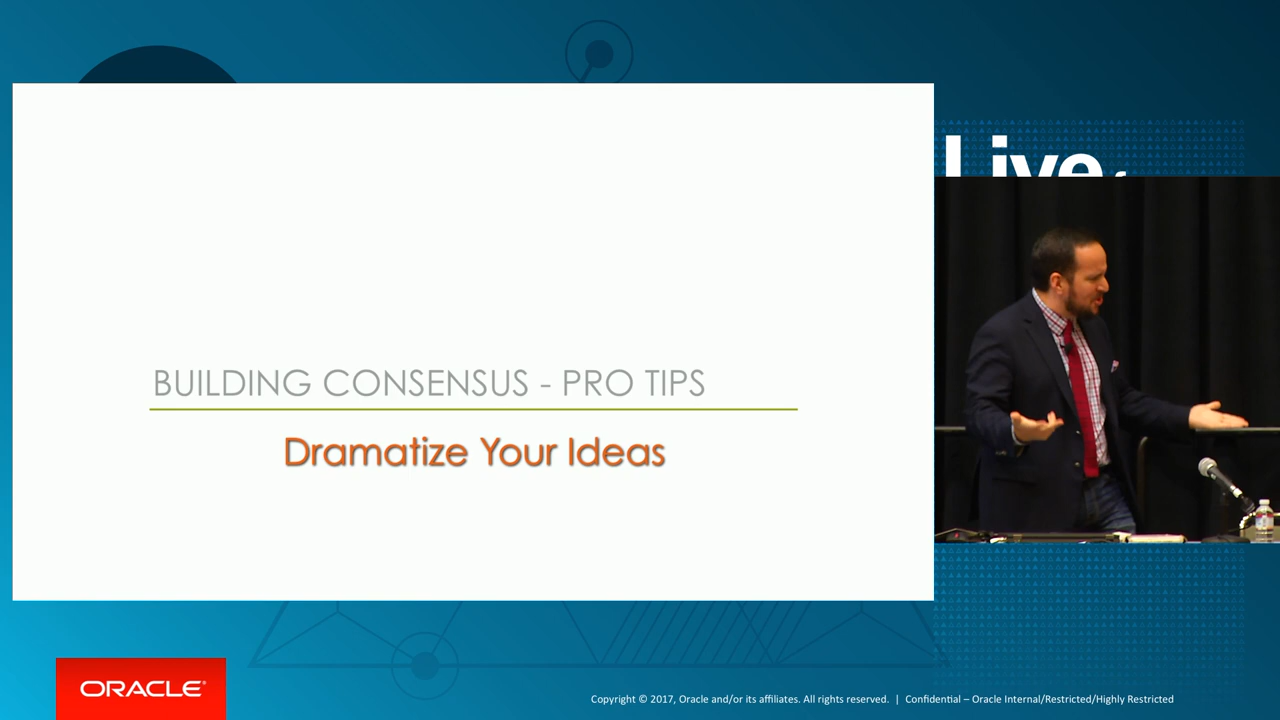 Live
BUILDING CONSENSUS - PRO TIPS
Dramatize Your Ideas
ORACLE®
Copyright © 2017, Oracle and/or its affiliates. All rights reserved. | Confidential – Oracle Internal/Restricted/Highly Restricted